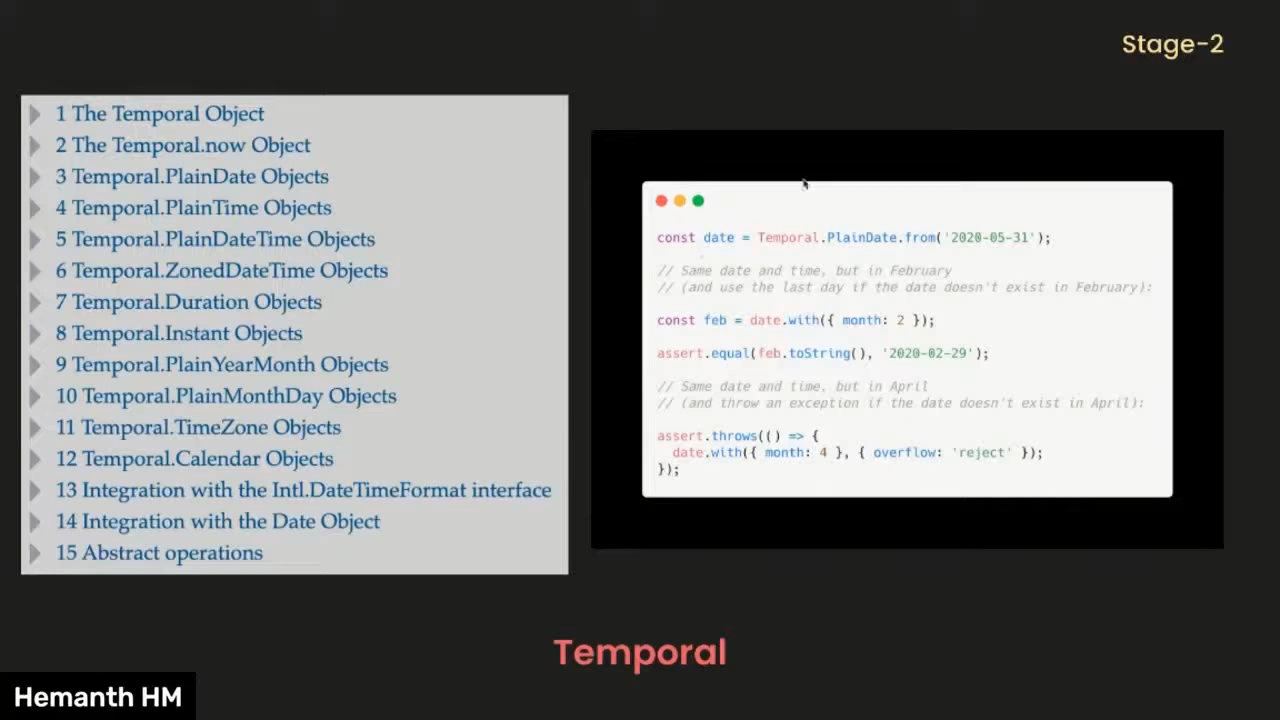 Stage-2
1 The Temporal Object
2 The Temporal.now Object
3 Temporal.PlainDate Objects
4 Temporal.PlainTime Objects
5 Temporal.PlainDateTime Objects
6 Temporal.ZonedDateTime Objects
7 Temporal.Duration Objects
8 Temporal.Instant Objects
9 Temporal.PlainYearMonth Objects
10 Temporal.PlainMonthDay Objects
11 Temporal.TimeZone Objects
12 Temporal.Calendar Objects
13 Integration with the Intl.DateTimeFormat interface
14 Integration with the Date Object
15 Abstract operations
const date = Temporal.PlainDate.from('2020-05-31');
// Same date and time, but in February
// (and use the last day if the date doesn't exist in February):
const feb = date.with({ month: 2 });
assert.equal(feb.toString(), '2020-02-29');
// Same date and time, but in April
// (and throw an exception if the date doesn't exist in April):
assert.throws(() => {
date.with({ month: 4 }, { overflow: 'reject' });
});
Temporal
Hemanth HM